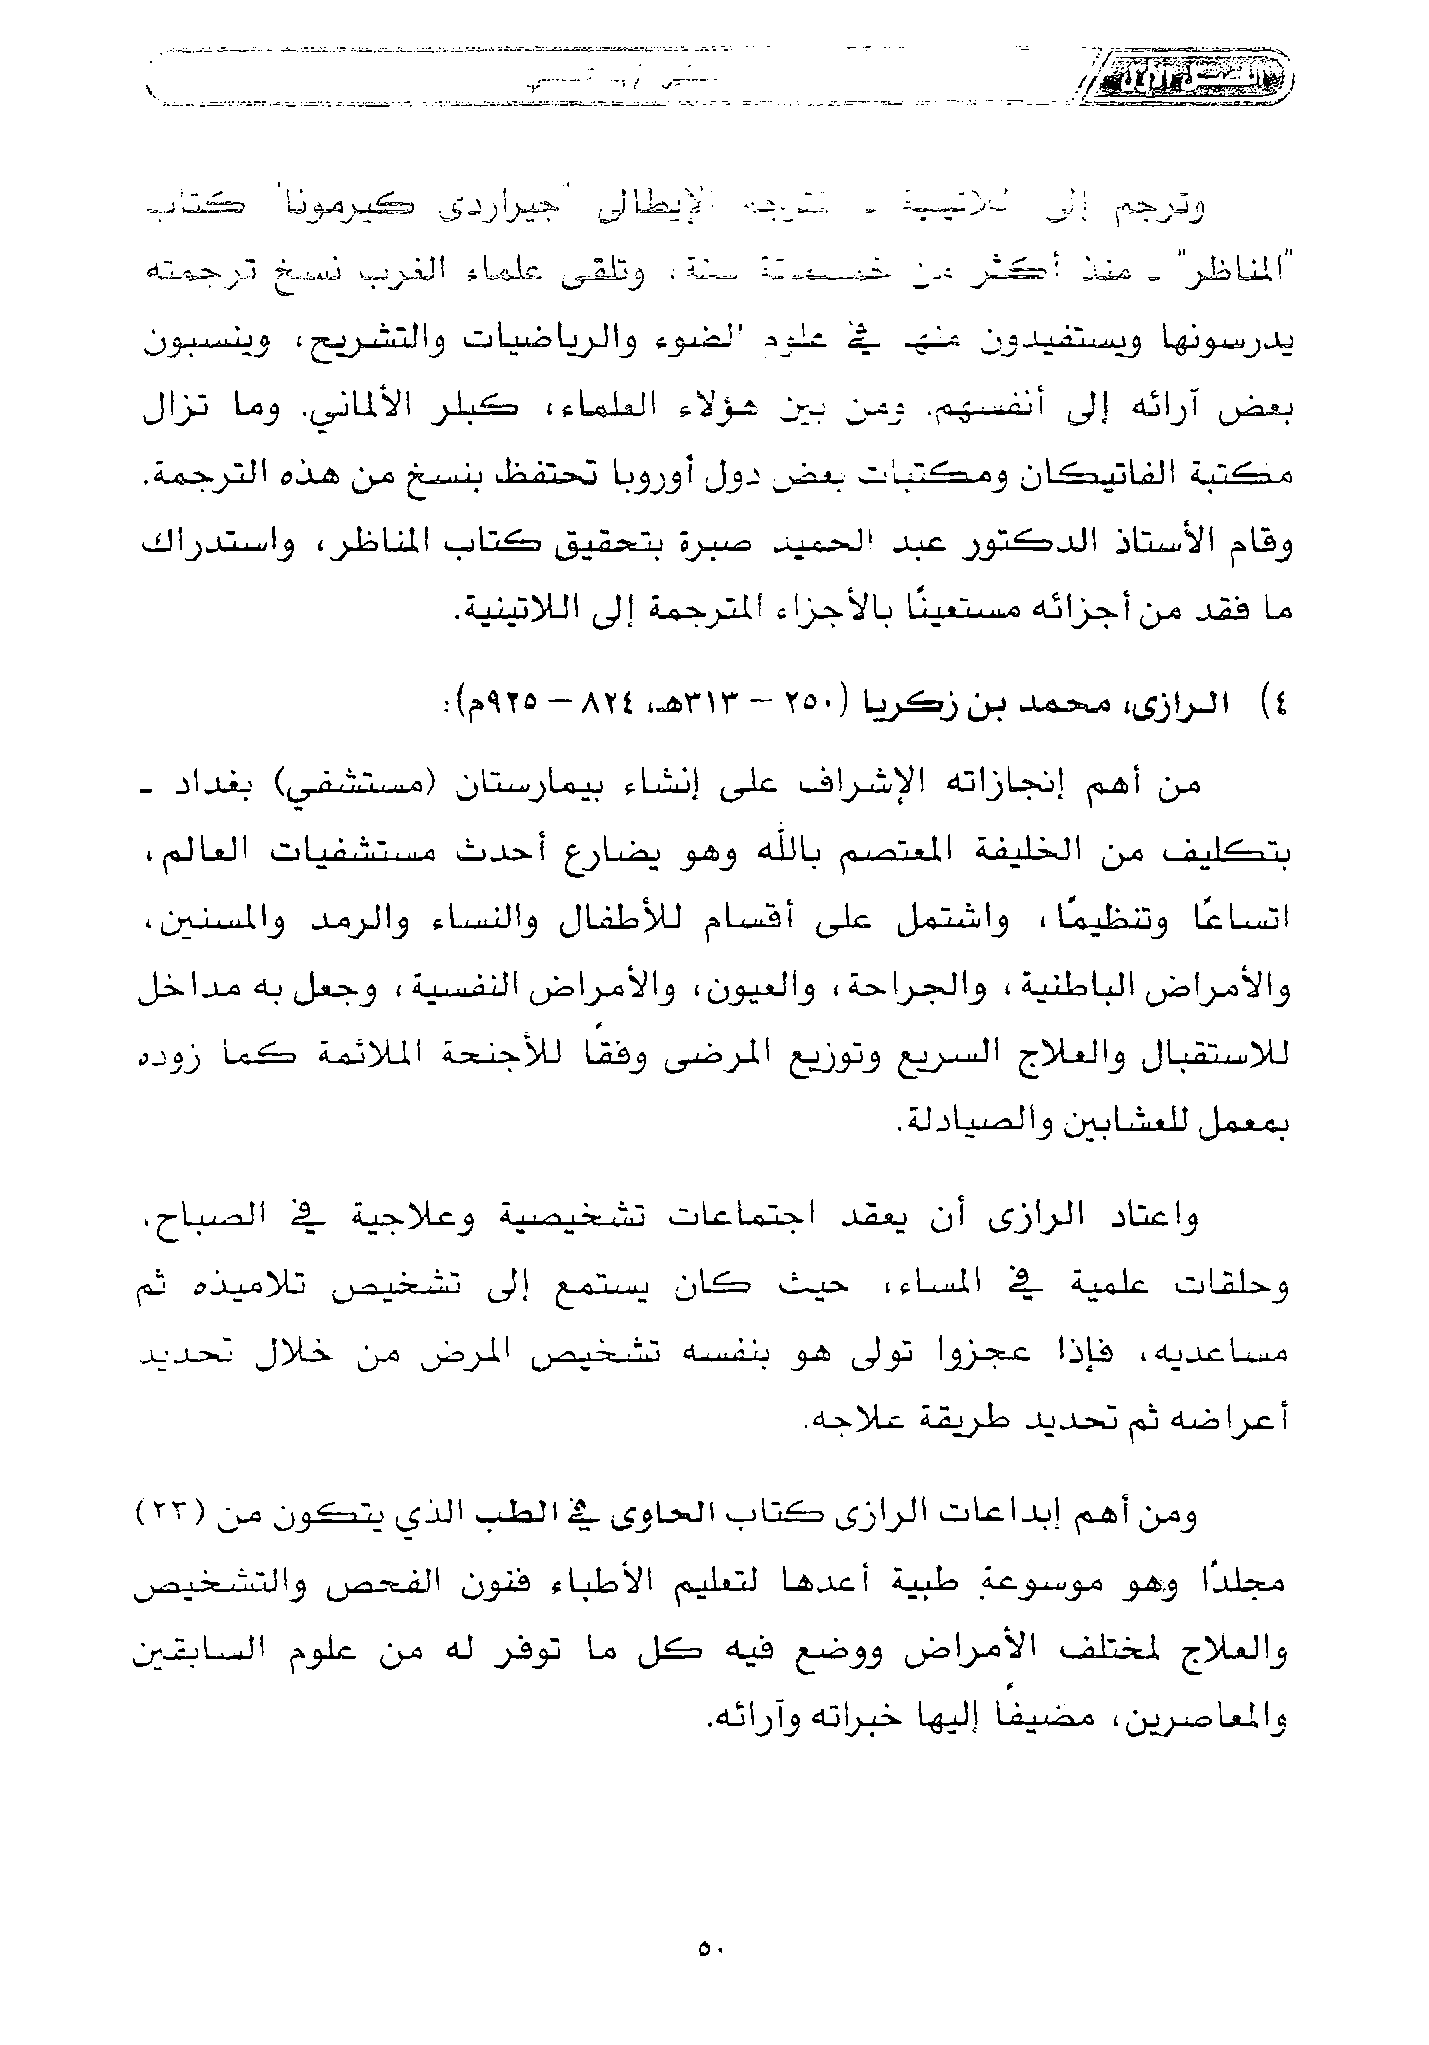 الفصل الأول
وترجم إلى اللاتينية - ترجمه الإيطالى "جيراردى كيرمونا" كتاب
"المناظر" - منذ أكثر من خمسمائة سنة، وتلقى علماء الغرب نسخ ترجمته
يدرسونها ويستفيدون منها في علوم الضوء والرياضيات والتشريح، وينسبون
بعض آرائه إلى أنفسهم. ومن بين هؤلاء العلماء، كبلر الألماني. وما تزال
مكتبة الفاتيكان ومكتبات بعض دول أوروبا تحتفظ بنسخ من هذه الترجمة.
وقام الأستاذ الدكتور عبد الحميد صبرة بتحقيق كتاب المناظر، واستدراك
ما فقد من أجزائه مستعينًا بالأجزاء المترجمة إلى اللاتينية.
٤) الرازى، محمد بن زكريا (٢٥٠ – ٣١٣هـ، ٨٢٤ – ٩٢٥م):
من أهم إنجازاته الإشراف على إنشاء بيمارستان (مستشفي) بغداد -
بتكليف من الخليفة المعتصم بالله وهو يضارع أحدث مستشفيات العالم،
اتساعًا وتنظيمًا، واشتمل على أقسام للأطفال والنساء والرمد والمسنين،
والأمراض الباطنية، والجراحة، والعيون، والأمراض النفسية، وجعل به مداخل
للاستقبال والعلاج السريع وتوزيع المرضى وفقًا للأجنحة الملائمة كما زوده
بمعمل للعشابين والصيادلة.
واعتاد الرازى أن يعقد اجتماعات تشخيصية وعلاجية في الصباح،
وحلقات علمية في المساء، حيث كان يستمع إلى تشخيص تلاميذه ثم
مساعديه، فإذا عجزوا تولى هو بنفسه تشخيص المرض من خلال تحديد
أعراضه ثم تحديد طريقة علاجه.
ومن أهم إبداعات الرازى كتاب الحاوى في الطب الذي يتكون من (٢٣)
مجلدًا وهو موسوعة طبية أعدها لتعليم الأطباء فنون الفحص والتشخيص
والعلاج لمختلف الأمراض ووضع فيه كل ما توفر له من علوم السابقين
والمعاصرين، مضيفًا إليها خبراته وآرائه.
٥٠